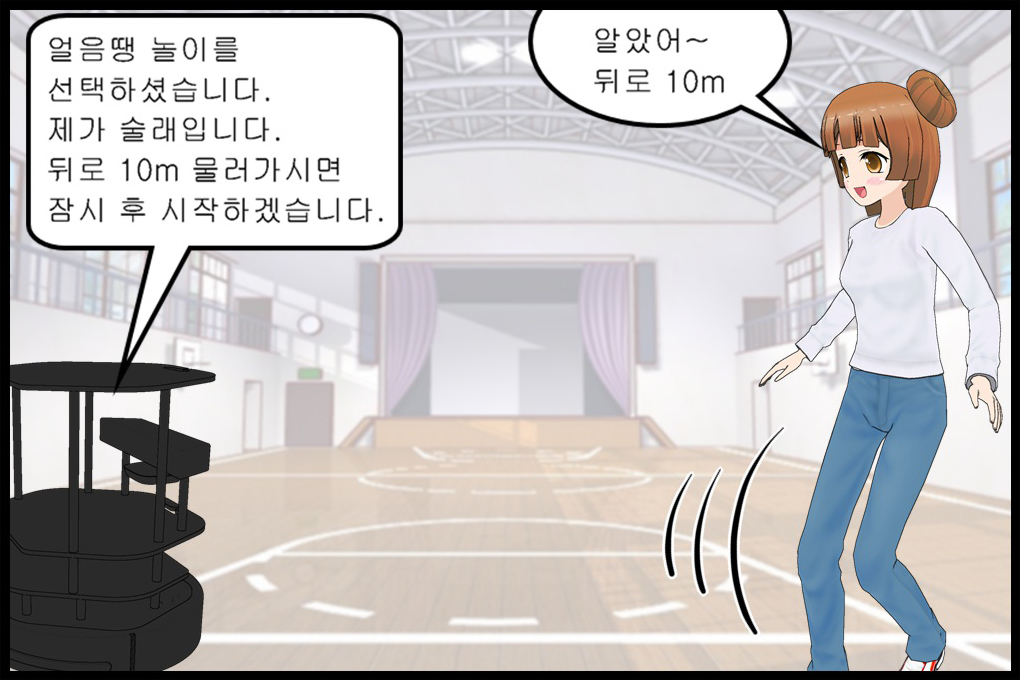 얼음땡 놀이를
선택하셨습니다.
제가 술래입니다.
뒤로 10m 물러가시면
잠시 후 시작하겠습니다.
알았어~
뒤로 10m